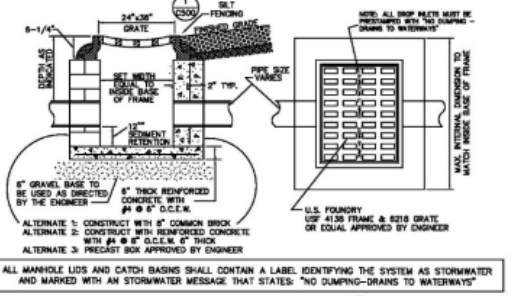 1
C500
SILT
FENCING
24"x36"
GRATE
FINISHED GRADE
6-1/4"
DEPTH AS
INDICATED
SET WIDTH
EQUAL TO
INSIDE BASE
OF FRAME
2" TYP.
PIPE SIZE
VARIES
12"
SEDIMENT
RETENTION
6" GRAVEL BASE TO
BE USED AS DIRECTED
BY THE ENGINEER
6" THICK REINFORCED
CONCRETE WITH
#4 @ 6" O.C.E.W.
ALTERNATE 1: CONSTRUCT WITH 8" COMMON BRICK
ALTERNATE 2: CONSTRUCT WITH REINFORCED CONCRETE
WITH #4 @ 8" O.C.E.W. 6" THICK
ALTERNATE 3: PRECAST BOX APPROVED BY ENGINEER
NOTE: ALL DROP INLETS MUST BE
PRESTAMPED WITH "NO DUMPING -
DRAINS TO WATERWAYS"
MAX. INTERNAL DIMENSION TO
MATCH INSIDE BASE OF FRAME
U.S. FOUNDRY
USF 4138 FRAME & 6218 GRATE
OR EQUAL APPROVED BY ENGINEER
ALL MANHOLE LIDS AND CATCH BASINS SHALL CONTAIN A LABEL IDENTIFYING THE SYSTEM AS STORMWATER
AND MARKED WITH AN STORMWATER MESSAGE THAT STATES: "NO DUMPING-DRAINS TO WATERWAYS"